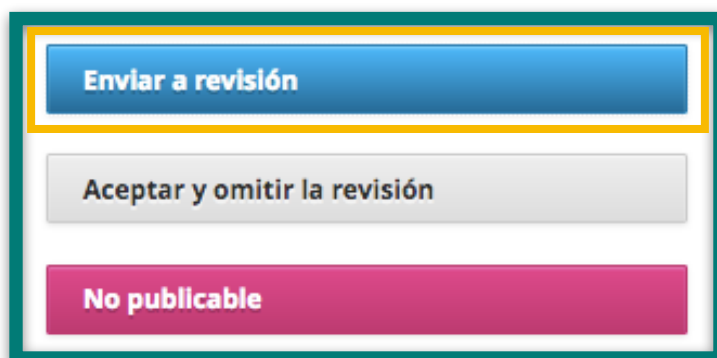 Enviar a revisión
Aceptar y omitir la revisión
No publicable